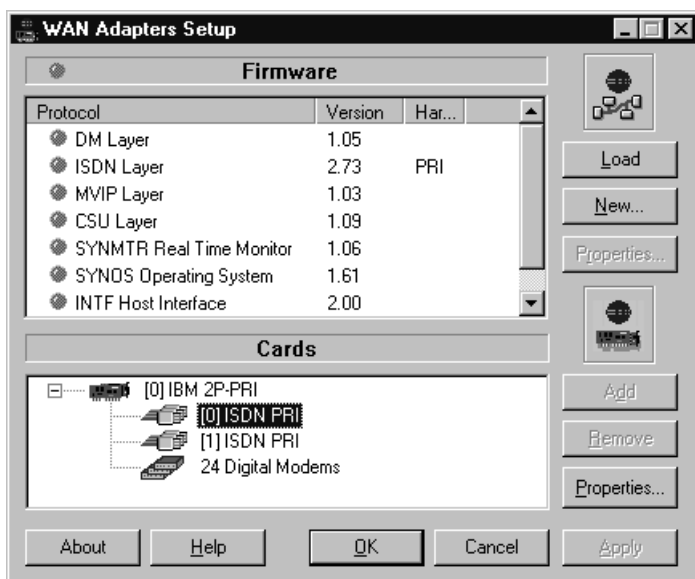 WAN Adapters Setup
Firmware
Protocol Version Har...
DM Layer 1.05
ISDN Layer 2.73 PRI
MVIP Layer 1.03
CSU Layer 1.09
SYNMTR Real Time Monitor 1.06
SYNOS Operating System 1.61
INTF Host Interface 2.00
Load
New...
Properties...
Cards
[0] IBM 2P-PRI
[0] ISDN PRI
[1] ISDN PRI
24 Digital Modems
Add
Remove
Properties...
About Help OK Cancel Apply